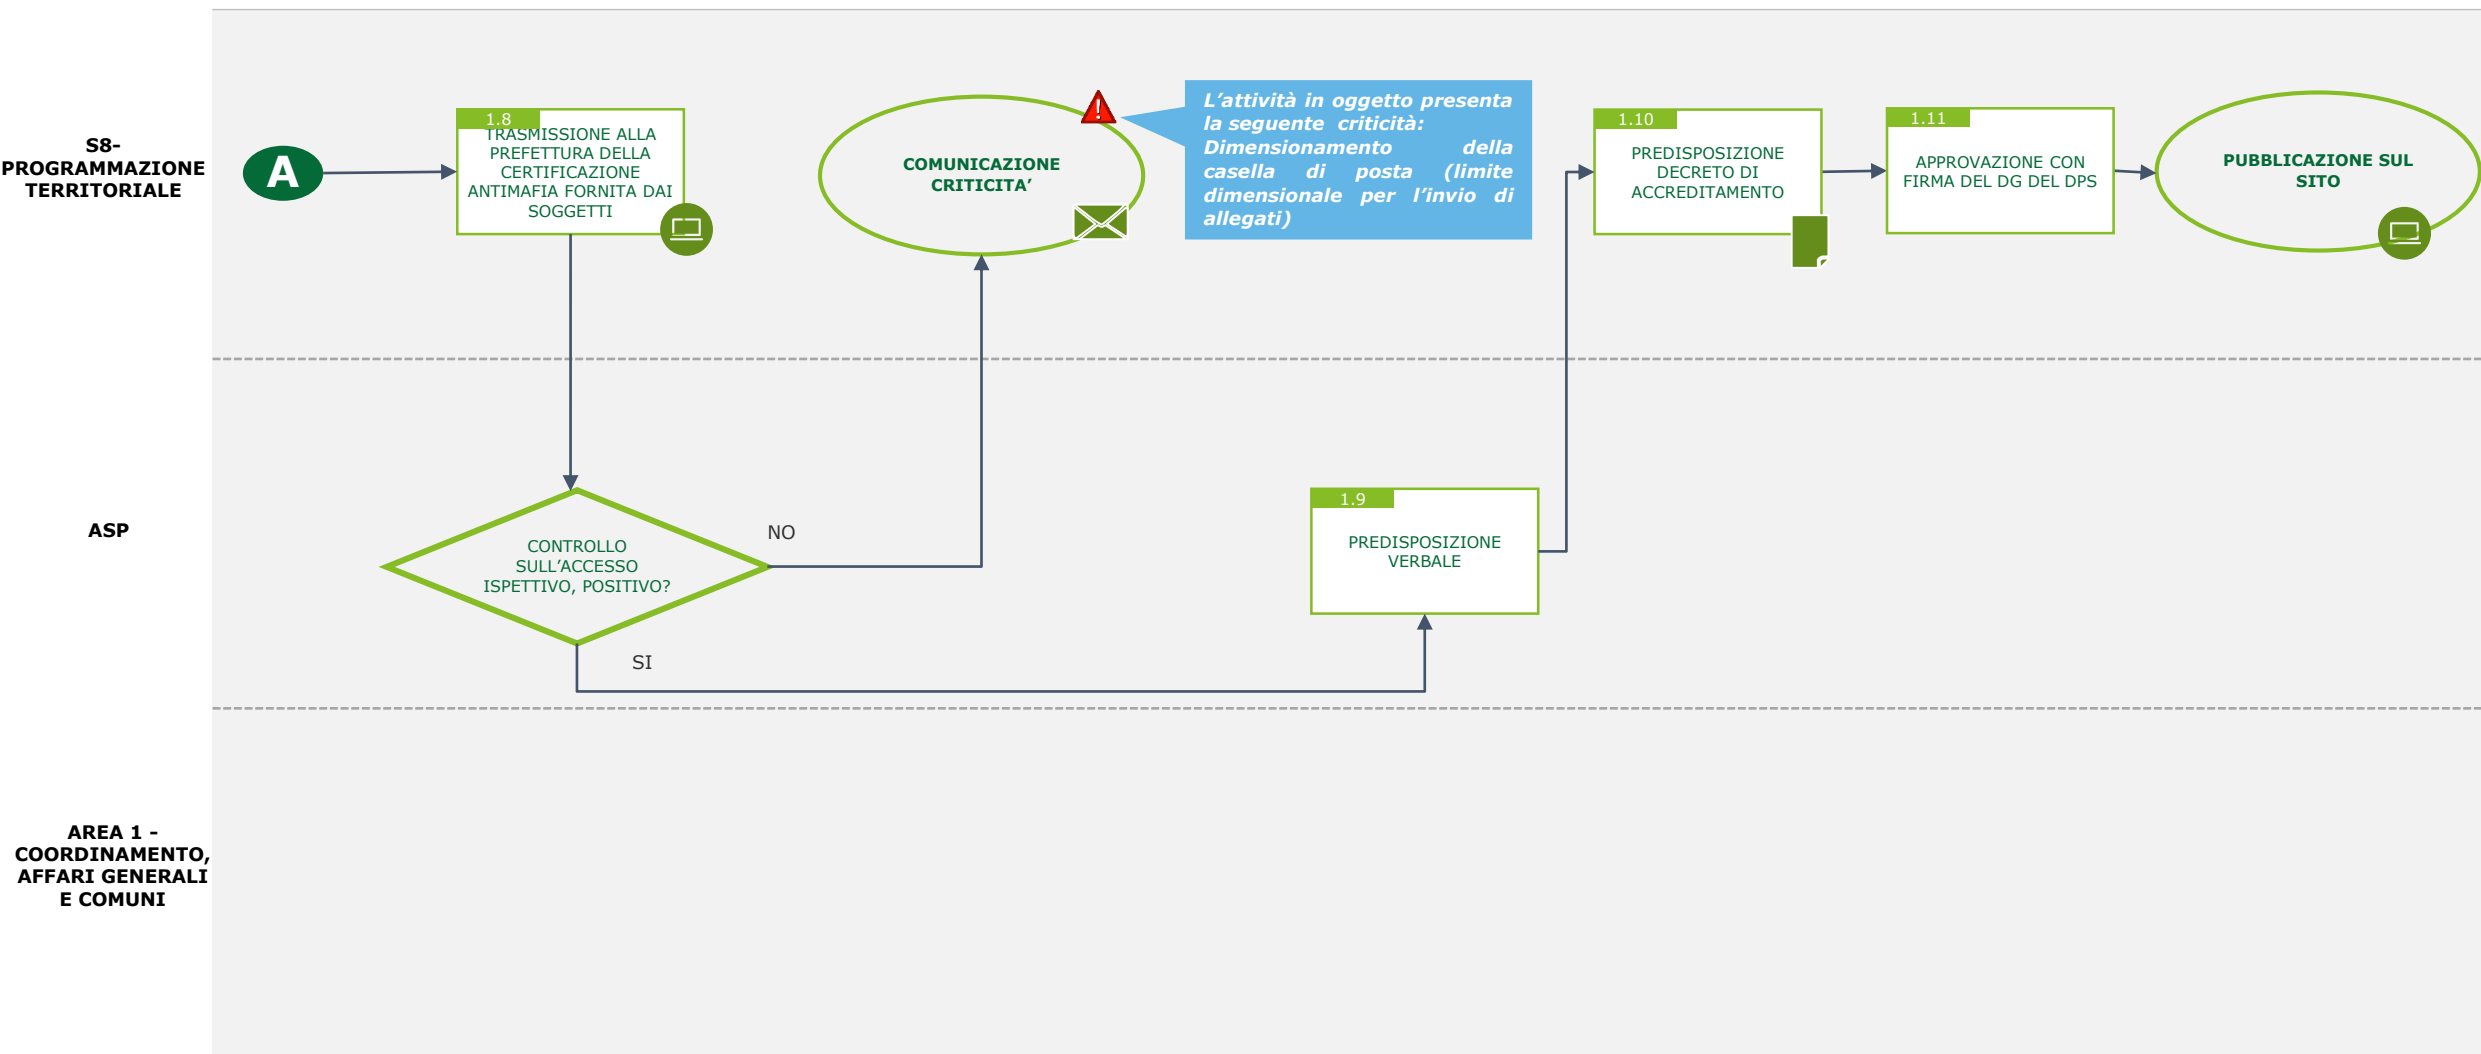 S8-
PROGRAMMAZIONE
TERRITORIALE
A
1.8
TRASMISSIONE ALLA
PREFETTURA DELLA
CERTIFICAZIONE
ANTIMAFIA FORNITA DAI
SOGGETTI
COMUNICAZIONE
CRITICITA’
L’attività in oggetto presenta
la seguente criticità:
Dimensionamento della
casella di posta (limite
dimensionale per l’invio di
allegati)
1.10
PREDISPOSIZIONE
DECRETO DI
ACCREDITAMENTO
1.11
APPROVAZIONE CON
FIRMA DEL DG DEL DPS
PUBBLICAZIONE SUL
SITO
ASP
CONTROLLO
SULL’ACCESSO
ISPETTIVO, POSITIVO?
NO
SI
1.9
PREDISPOSIZIONE
VERBALE
AREA 1 -
COORDINAMENTO,
AFFARI GENERALI
E COMUNI